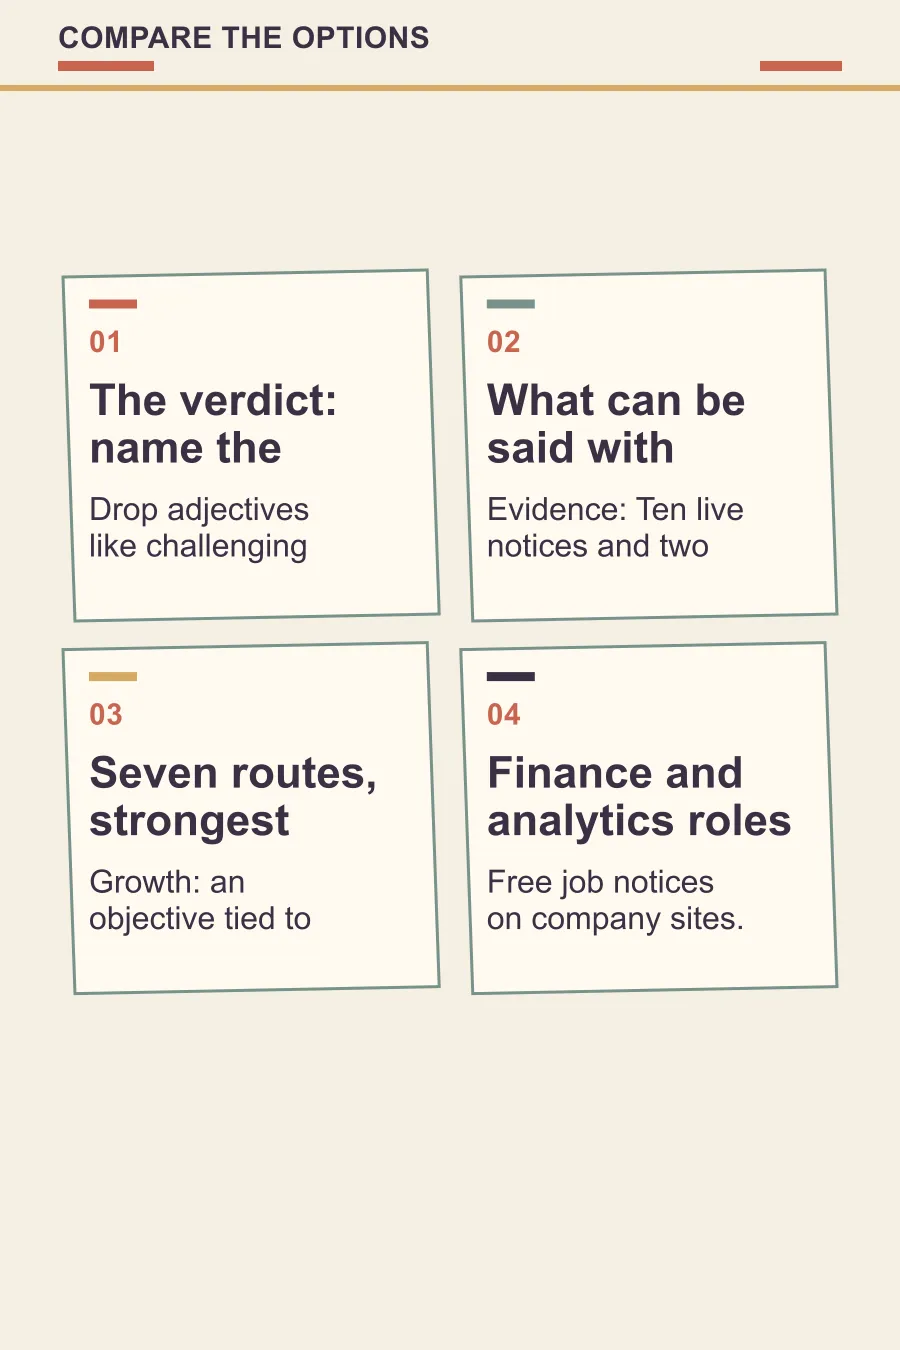 COMPARE THE OPTIONS
01
The verdict:
name the
Drop adjectives
like challenging
02
What can be
said with
Evidence: Ten live
notices and two
03
Seven routes,
strongest
Growth: an
objective tied to
04
Finance and
analytics roles
Free job notices
on company sites.